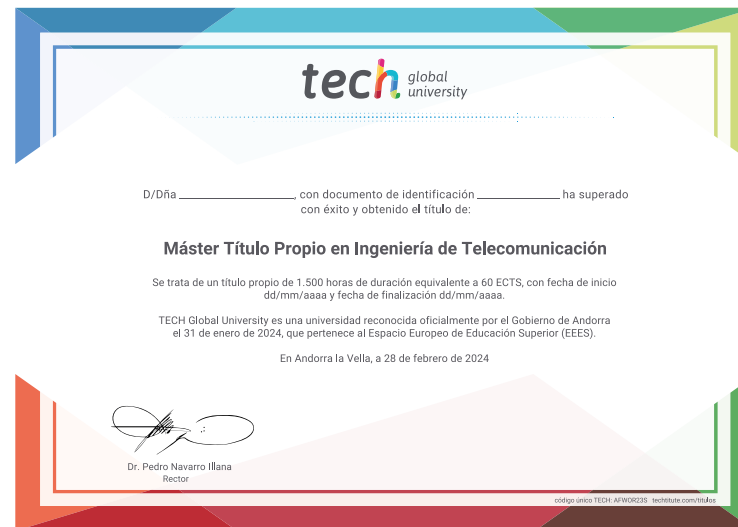 tech global
university
D/Dña ____________________, con documento de identificación ______________ ha superado
con éxito y obtenido el título de:
Máster Título Propio en Ingeniería de Telecomunicación
Se trata de un título propio de 1.500 horas de duración equivalente a 60 ECTS, con fecha de inicio
dd/mm/aaaa y fecha de finalización dd/mm/aaaa.
TECH Global University es una universidad reconocida oficialmente por el Gobierno de Andorra
el 31 de enero de 2024, que pertenece al Espacio Europeo de Educación Superior (EEES).
En Andorra la Vella, a 28 de febrero de 2024
Dr. Pedro Navarro Illana
Rector
código único TECH: AFWOR23S techtitute.com/titulos